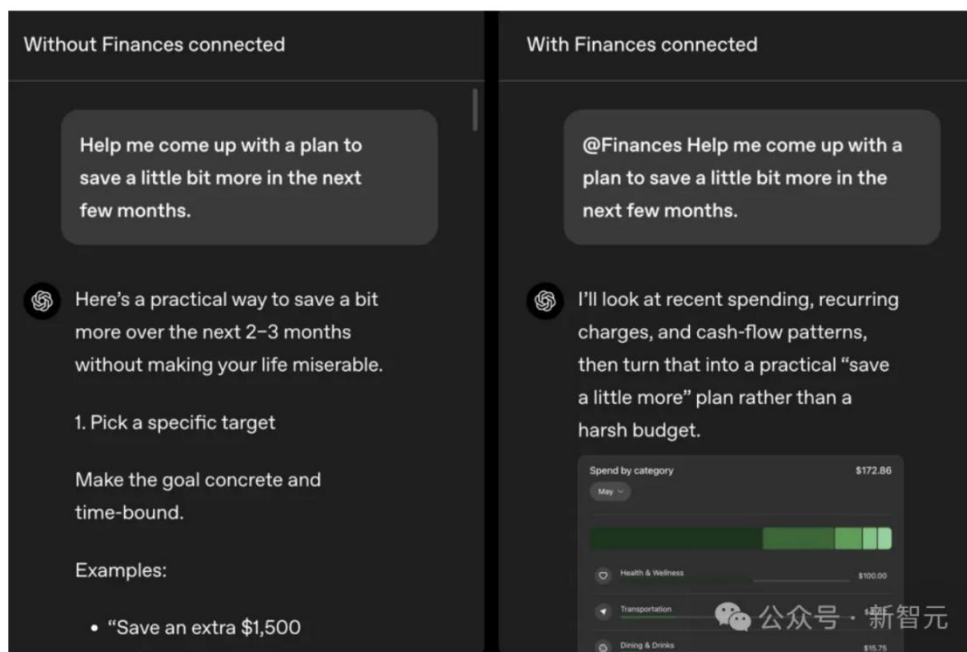 Without Finances connected
Help me come up with a plan to
save a little bit more in the next
few months.
Here's a practical way to save a bit
more over the next 2–3 months
without making your life miserable.
1. Pick a specific target
Make the goal concrete and
time-bound.
Examples:
• “Save an extra $1,500
With Finances connected
@Finances Help me come up with a
plan to save a little bit more in the
next few months.
I'll look at recent spending, recurring
charges, and cash-flow patterns,
then turn that into a practical “save
a little more” plan rather than a
harsh budget.
Spend by category $172.86
May
Health & Wellness $100.00
Transportation
Dining & Drinks $15.75
公众号 · 新智元